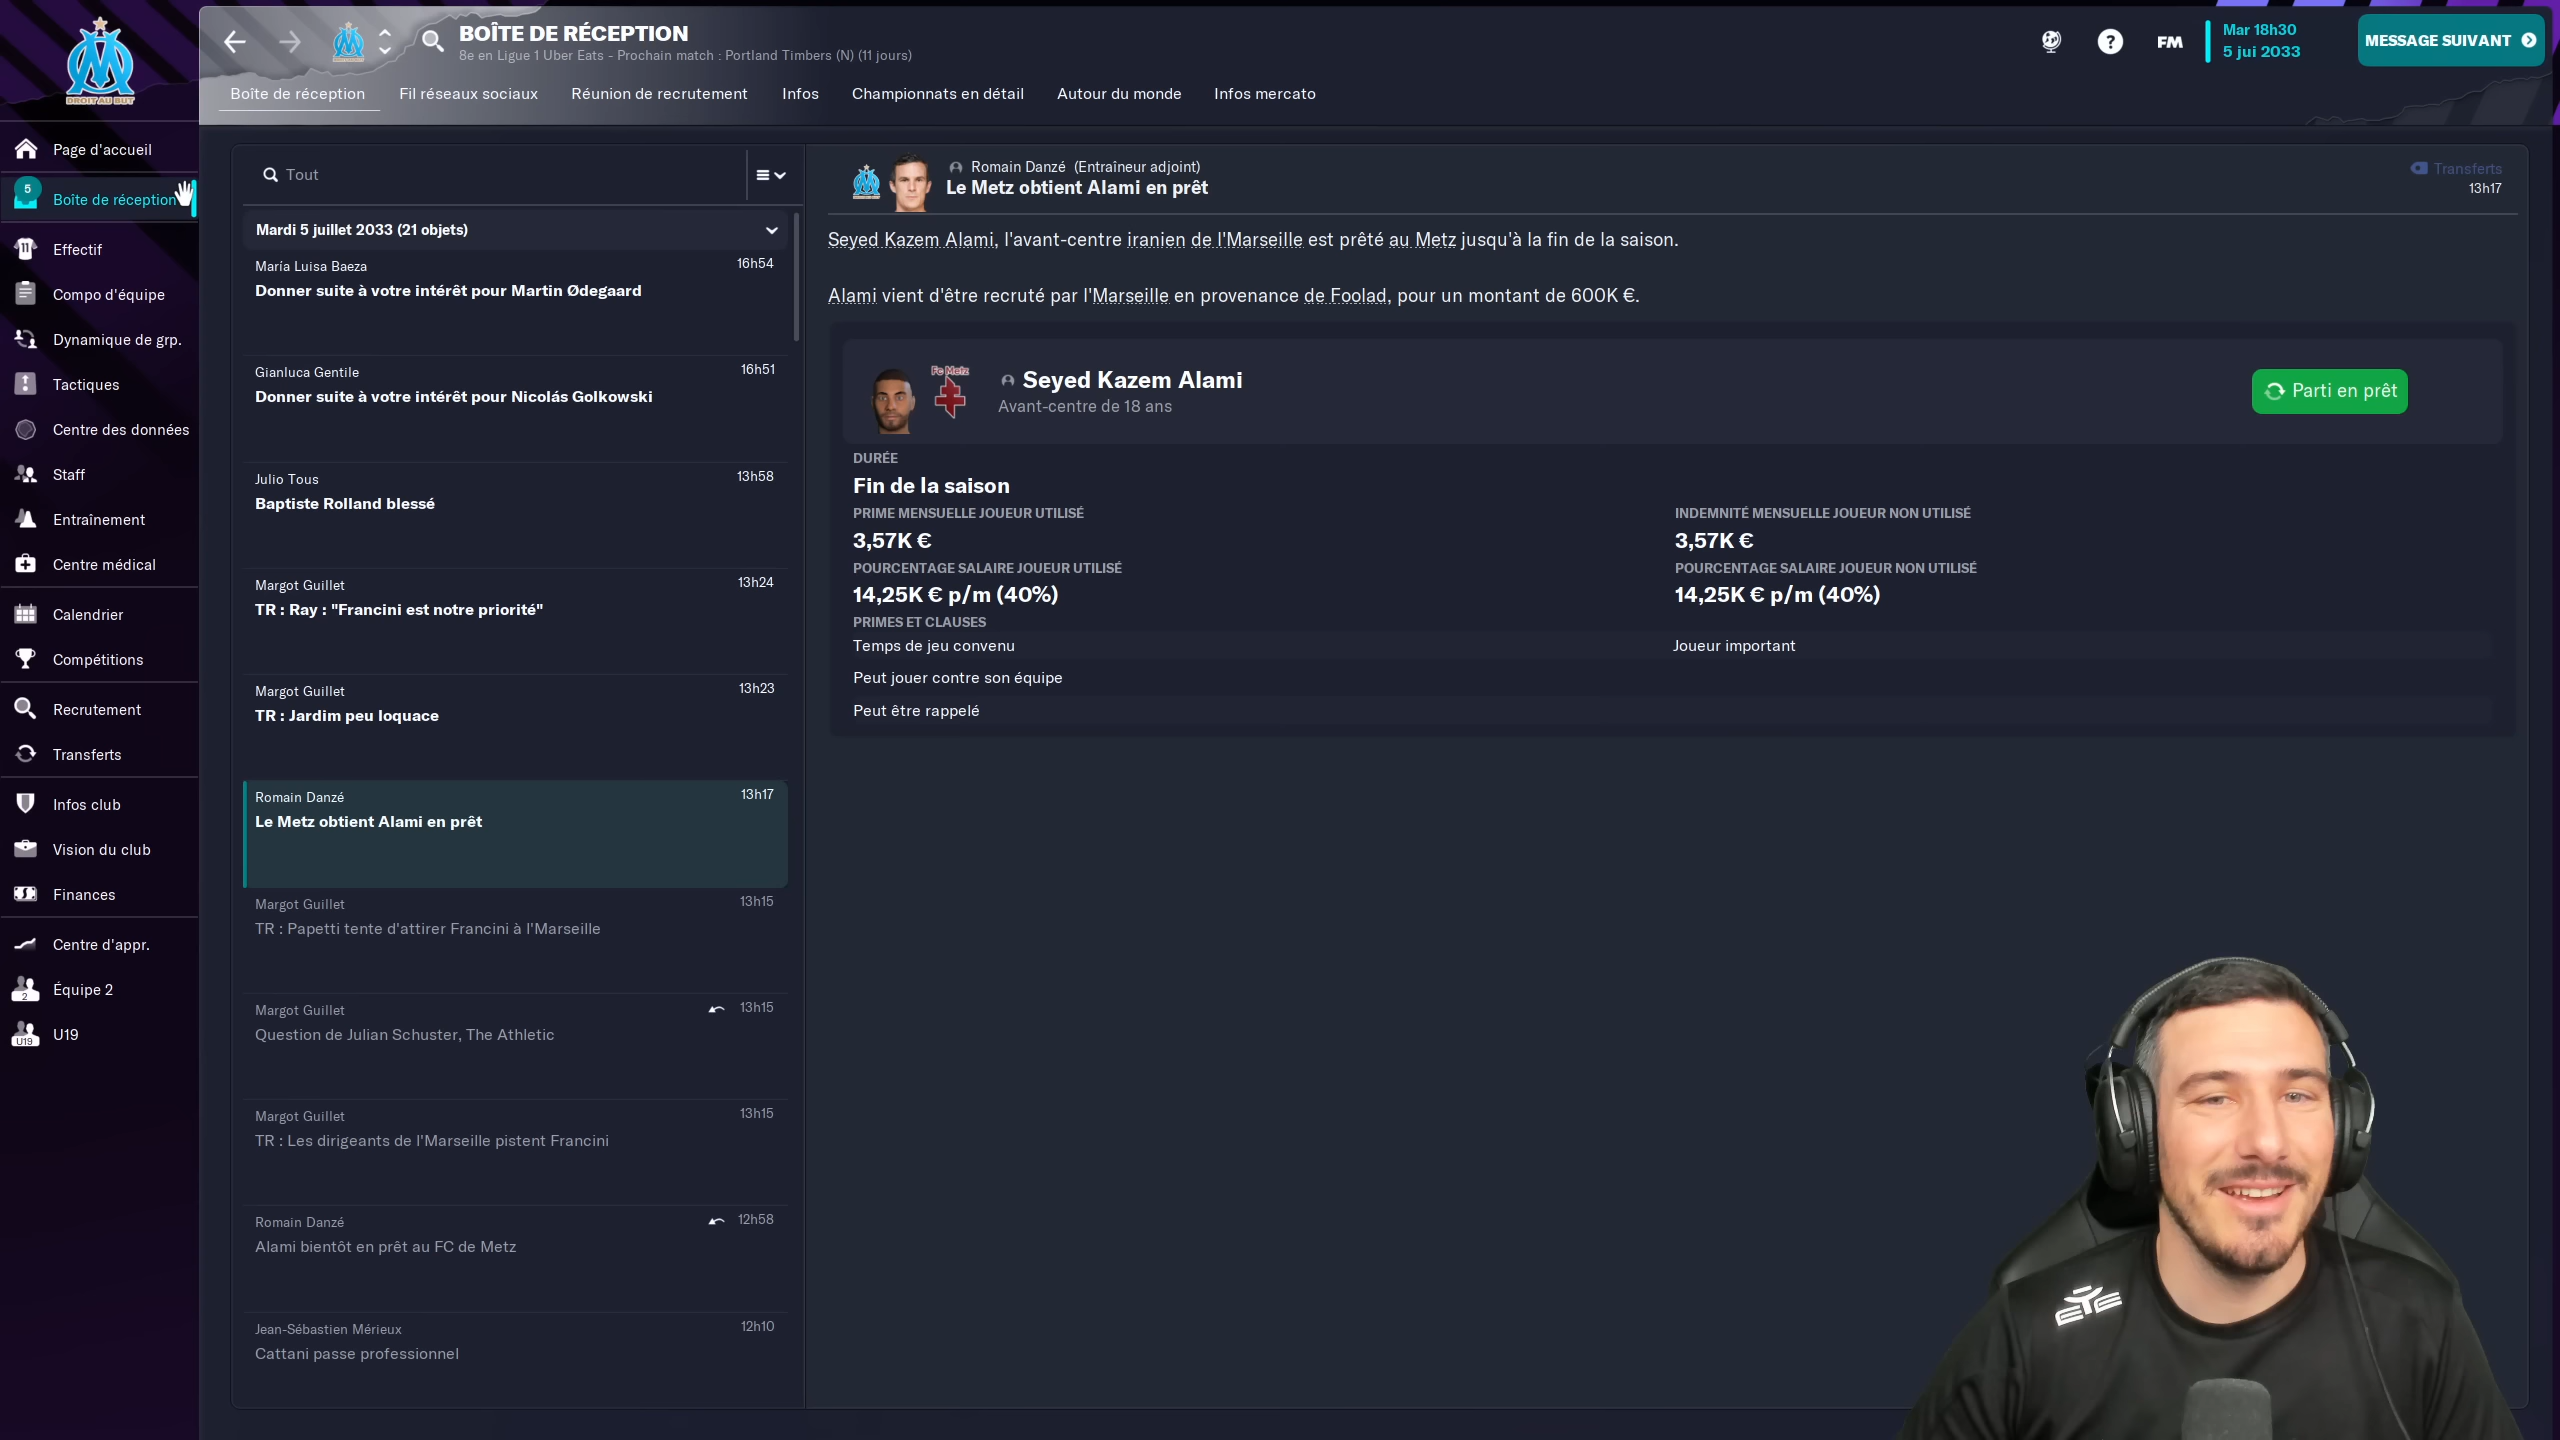 DROIT AU BUT
BOÎTE DE RÉCEPTION
8e en Ligue 1 Uber Eats - Prochain match : Portland Timbers (N) (11 jours)
FM
Mar 18h30
5 jui 2033
MESSAGE SUIVANT
Boîte de réception
Fil réseaux sociaux
Réunion de recrutement
Infos
Championnats en détail
Autour du monde
Infos mercato
Page d'accueil
5
Boîte de réception
11
Effectif
Compo d'équipe
Dynamique de grp.
Tactiques
Centre des données
Staff
Entraînement
Centre médical
Calendrier
Compétitions
Recrutement
Transferts
Infos club
Vision du club
Finances
Centre d'appr.
2
Équipe 2
U19
U19
Tout
Mardi 5 juillet 2033 (21 objets)
María Luisa Baeza
16h54
Donner suite à votre intérêt pour Martin Ødegaard
Gianluca Gentile
16h51
Donner suite à votre intérêt pour Nicolás Golkowski
Julio Tous
13h58
Baptiste Rolland blessé
Margot Guillet
13h24
TR : Ray : "Francini est notre priorité"
Margot Guillet
13h23
TR : Jardim peu loquace
Romain Danzé
13h17
Le Metz obtient Alami en prêt
Margot Guillet
13h15
TR : Papetti tente d'attirer Francini à l'Marseille
Margot Guillet
13h15
Question de Julian Schuster, The Athletic
Margot Guillet
13h15
TR : Les dirigeants de l'Marseille pistent Francini
Romain Danzé
12h58
Alami bientôt en prêt au FC de Metz
Jean-Sébastien Mérieux
12h10
Cattani passe professionnel
Romain Danzé (Entraîneur adjoint)
Le Metz obtient Alami en prêt
Transferts
13h17
Seyed Kazem Alami, l'avant-centre iranien de l'Marseille est prêté au Metz jusqu'à la fin de la saison.
Alami vient d'être recruté par l'Marseille en provenance de Foolad, pour un montant de 600K €.
Fc Metz
Seyed Kazem Alami
Avant-centre de 18 ans
Parti en prêt
DURÉE
Fin de la saison
PRIME MENSUELLE JOUEUR UTILISÉ
INDEMNITÉ MENSUELLE JOUEUR NON UTILISÉ
3,57K €
3,57K €
POURCENTAGE SALAIRE JOUEUR UTILISÉ
POURCENTAGE SALAIRE JOUEUR NON UTILISÉ
14,25K € p/m (40%)
14,25K € p/m (40%)
PRIMES ET CLAUSES
Temps de jeu convenu
Joueur important
Peut jouer contre son équipe
Peut être rappelé